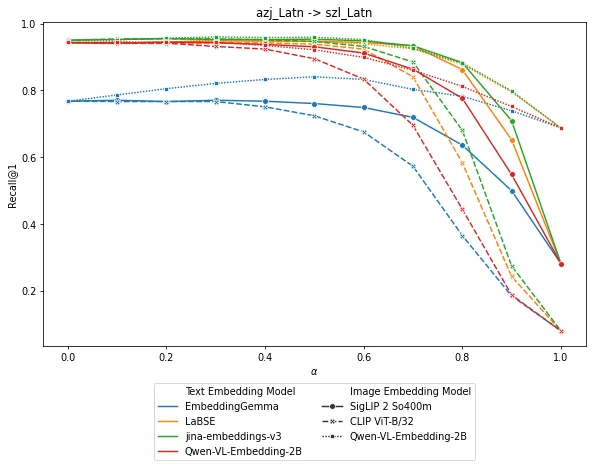 azj_Latn -> szl_Latn
1.0
0.8
0.6
0.4
0.2
Recall@1
0.0 0.2 0.4 0.6 0.8 1.0
α
Text Embedding Model Image Embedding Model
EmbeddingGemma SigLIP 2 So400m
LaBSE CLIP ViT-B/32
jina-embeddings-v3 Qwen-VL-Embedding-2B
Qwen-VL-Embedding-2B